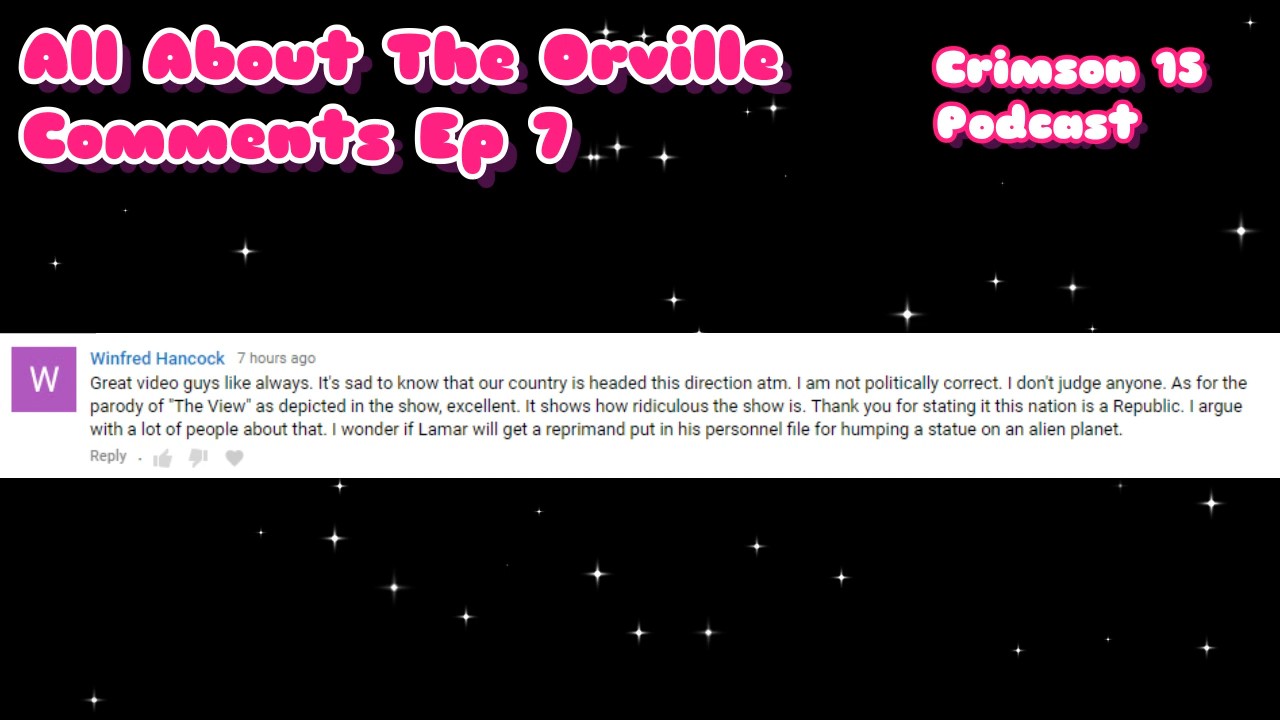 All About The Orville
Comments Ep 7
Crimson 15
Podcast
W
Winfred Hancock 7 hours ago
Great video guys like always. It's sad to know that our country is headed this direction atm. I am not politically correct. I don't judge anyone. As for the
parody of "The View" as depicted in the show, excellent. It shows how ridiculous the show is. Thank you for stating it this nation is a Republic. I argue
with a lot of people about that. I wonder if Lamar will get a reprimand put in his personnel file for humping a statue on an alien planet.
Reply .